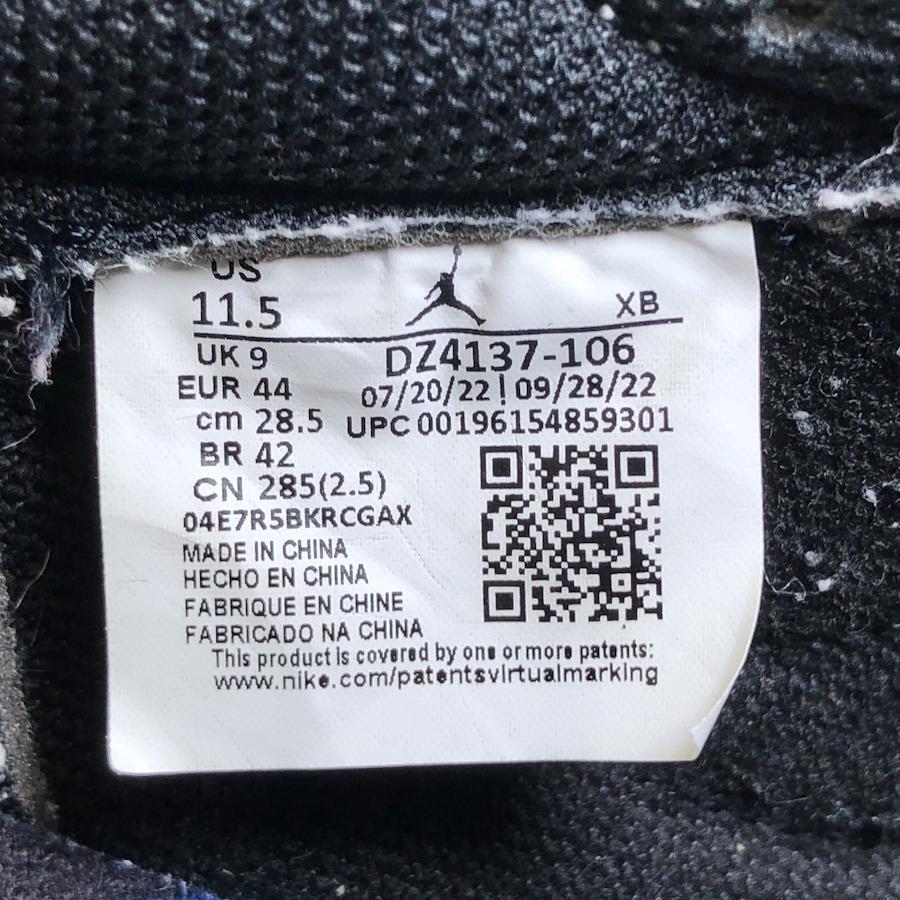 US
11.5
XB
UK 9
DZ4137-106
EUR 44
07/20/22 | 09/28/22
cm 28.5
UPC 00196154859301
BR 42
CN 285(2.5)
04E7R5BKRCGAX
MADE IN CHINA
HECHO EN CHINA
FABRIQUE EN CHINE
FABRICADO NA CHINA
This product is covered by one or more patents:
www.nike.com/patentsvirtualmarking